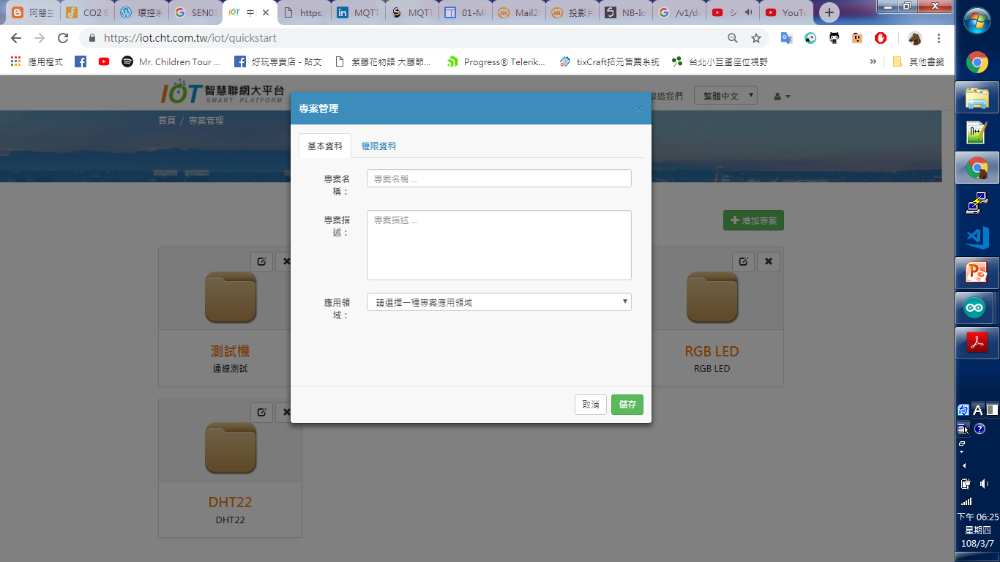 阿簡生
CO2 S
環控系
SEN01
IOT 中
https:
MQTT
MQTT
01-MI
Mail2
投影片
NB-Io
/v1/d
シ
YouTu
https://iot.cht.com.tw/iot/quickstart
應用程式
Mr. Children Tour ...
好玩專賣店 - 貼文
紫藤花物語 大藤節...
Progress® Telerik...
tixCraft拓元售票系統
台北小巨蛋座位視野
»
其他書籤
IOT 智慧聯網大平台
SMART PLATFORM
聯絡我們
繁體中文
首頁 / 專案管理
專案管理
×
基本資料
權限資料
專案名
稱：
專案名稱 ...
專案描
述：
專案描述 ...
應用領
域：
請選擇一種專案應用領域
取消
儲存
增加專案
測試機
連線測試
RGB LED
RGB LED
DHT22
DHT22
下午 06:25
星期四
108/3/7